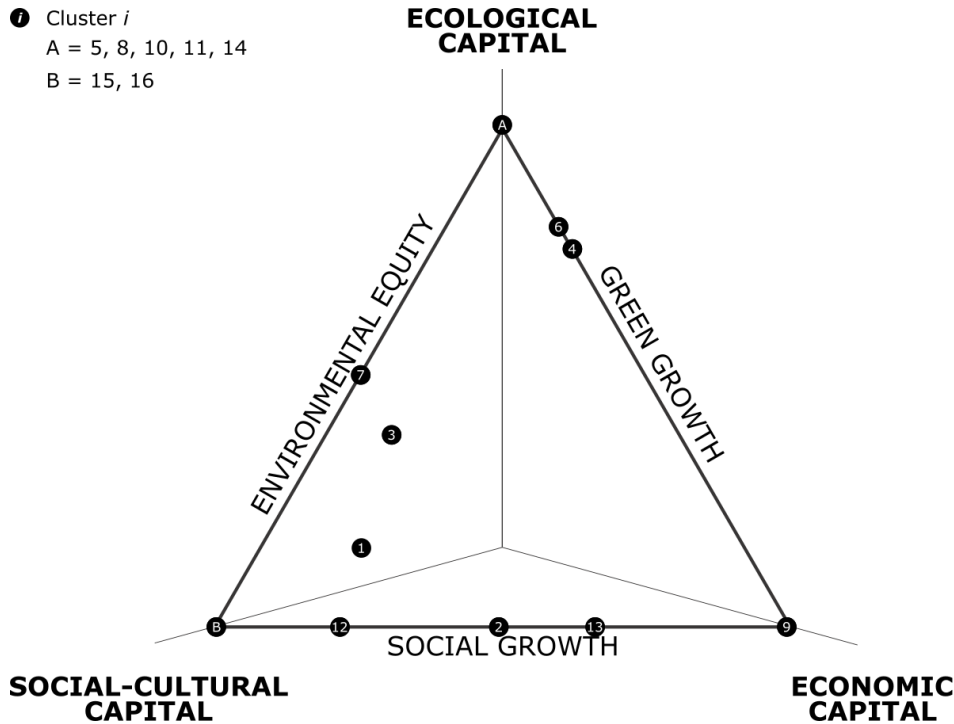 i Cluster i
A = 5, 8, 10, 11, 14
B = 15, 16
ECOLOGICAL
CAPITAL
A
6
4
ENVIRONMENTAL EQUITY
GREEN GROWTH
7
3
1
B
12
2
13
9
SOCIAL GROWTH
SOCIAL-CULTURAL
CAPITAL
ECONOMIC
CAPITAL